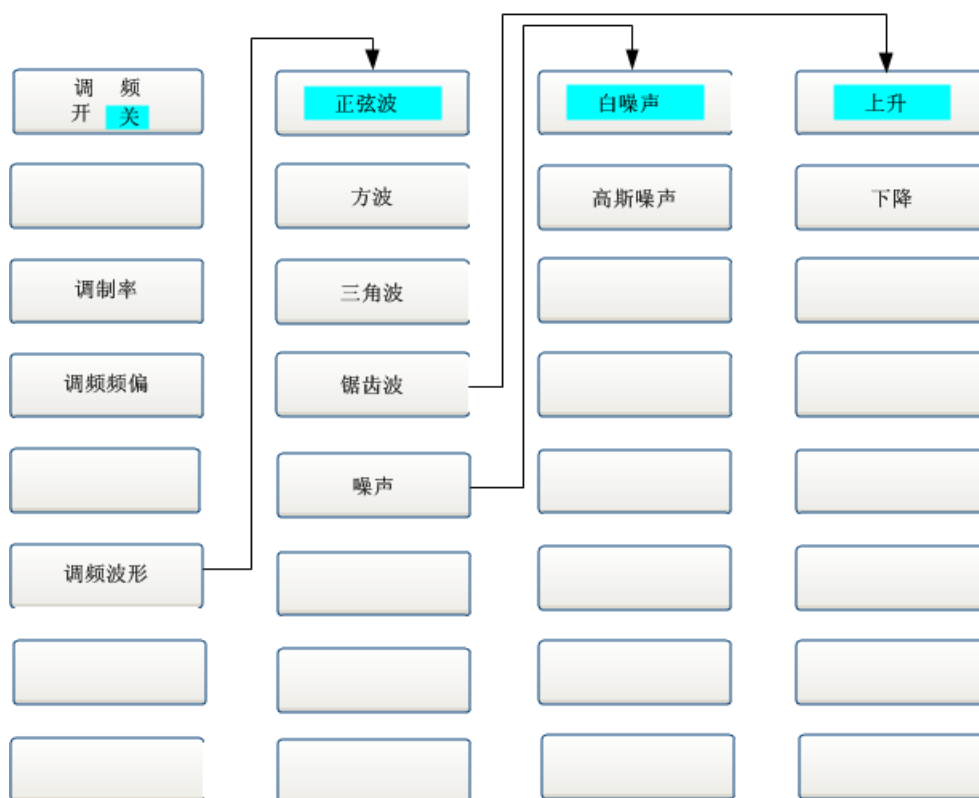 调 频
开 关
调制率
调频频偏
调频波形
正弦波
方波
三角波
锯齿波
噪声
白噪声
高斯噪声
上升
下降